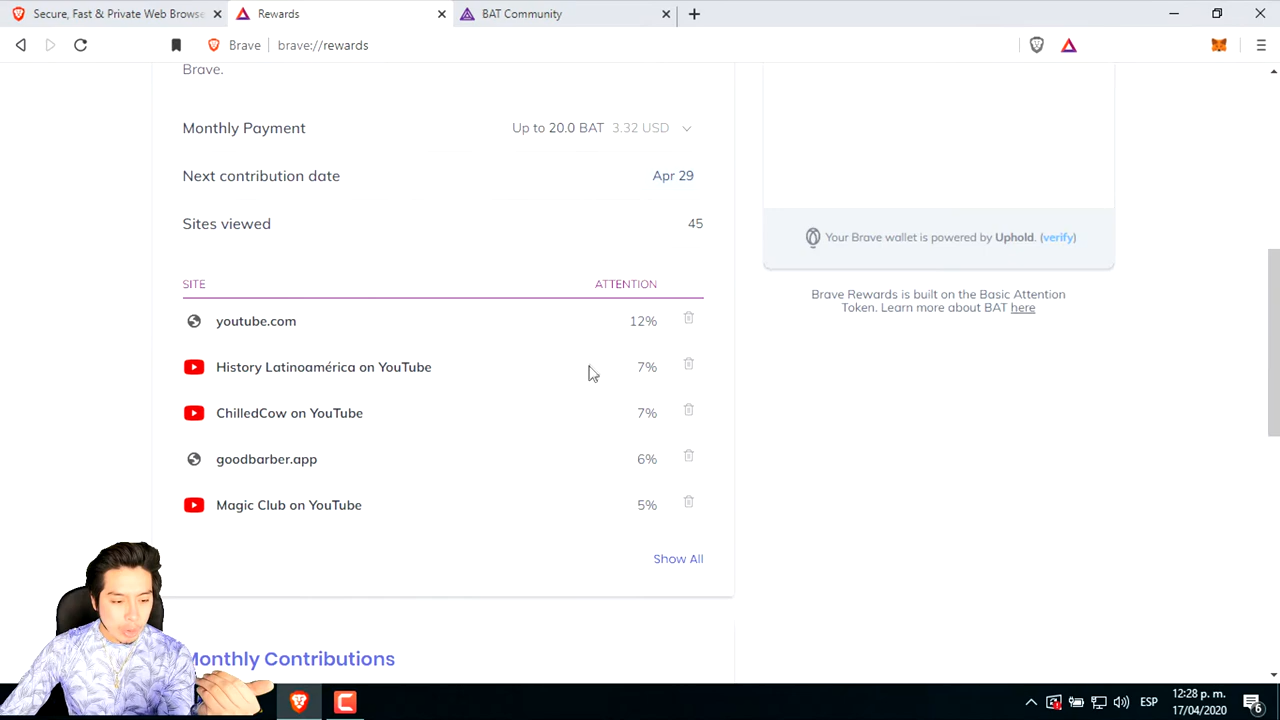 Secure, Fast & Private Web Browse
Rewards
BAT Community
Brave
brave://rewards
Brave.
Monthly Payment
Up to 20.0 BAT 3.32 USD
Next contribution date
Apr 29
Sites viewed
45
SITE
ATTENTION
youtube.com
12%
History Latinoamérica on YouTube
7%
ChilledCow on YouTube
7%
goodbarber.app
6%
Magic Club on YouTube
5%
Show All
Monthly Contributions
Your Brave wallet is powered by Uphold. (verify)
Brave Rewards is built on the Basic Attention
Token. Learn more about BAT here
ESP
12:28 p. m.
17/04/2020
6